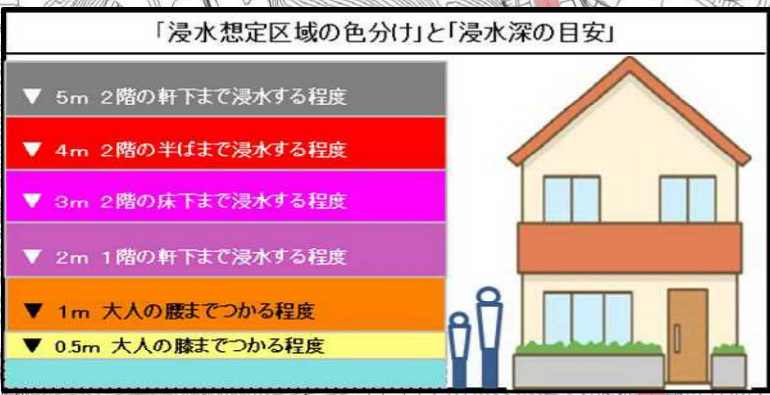 「浸水想定区域の色分け」と「浸水深の目安」
▼ 5m 2階の軒下まで浸水する程度
▼ 4m 2階の半ばまで浸水する程度
▼ 3m 2階の床下まで浸水する程度
▼ 2m 1階の軒下まで浸水する程度
▼ 1m 大人の腰までつかる程度
▼ 0.5m 大人の膝までつかる程度